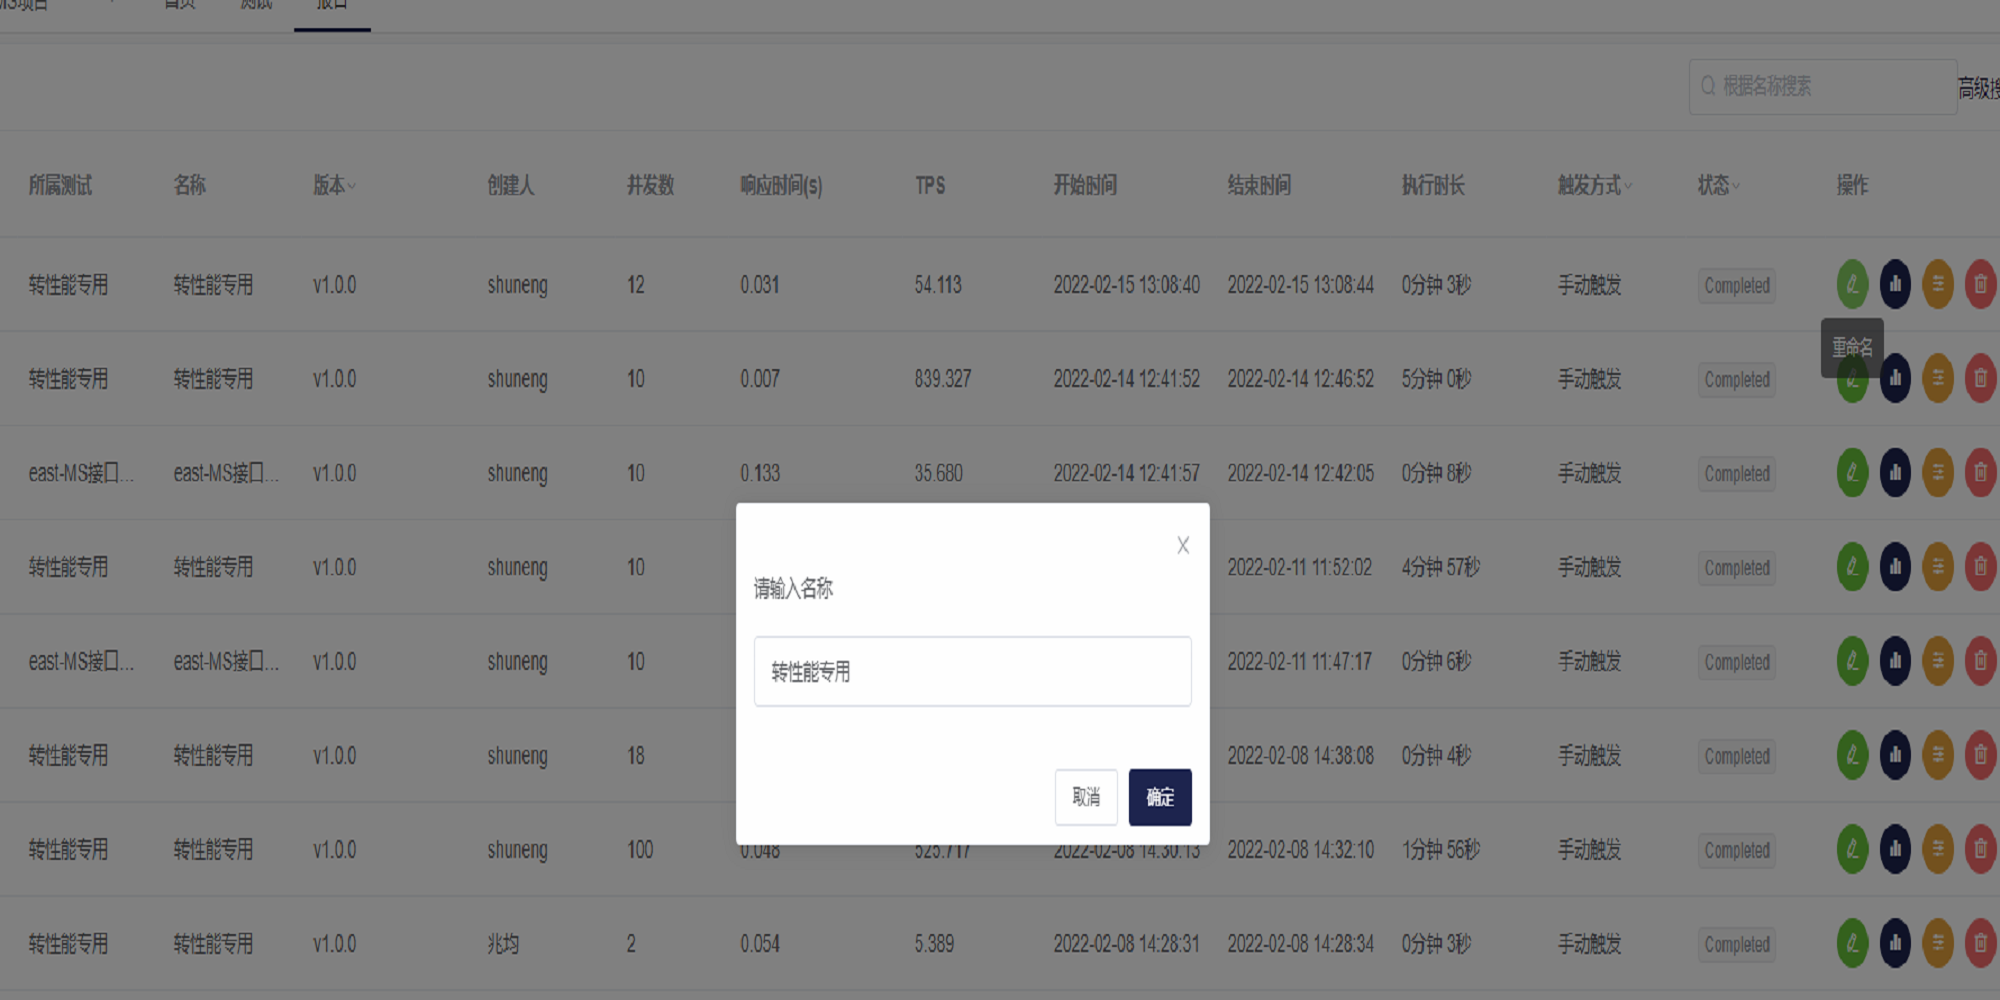 MS项目 首页 测试 报告
根据名称搜索 高级搜
所属测试 名称 版本 创建人 并发数 响应时间(s) TPS 开始时间 结束时间 执行时长 触发方式 状态 操作
转性能专用 转性能专用 v1.0.0 shuneng 12 0.031 54.113 2022-02-15 13:08:40 2022-02-15 13:08:44 0分钟 3秒 手动触发 Completed
重命名
转性能专用 转性能专用 v1.0.0 shuneng 10 0.007 839.327 2022-02-14 12:41:52 2022-02-14 12:46:52 5分钟 0秒 手动触发 Completed
east-MS接口... east-MS接口... v1.0.0 shuneng 10 0.133 35.680 2022-02-14 12:41:57 2022-02-14 12:42:05 0分钟 8秒 手动触发 Completed
转性能专用 转性能专用 v1.0.0 shuneng 10 2022-02-11 11:52:02 4分钟 57秒 手动触发 Completed
请输入名称
east-MS接口... east-MS接口... v1.0.0 shuneng 10 2022-02-11 11:47:17 0分钟 6秒 手动触发 Completed
转性能专用
转性能专用 转性能专用 v1.0.0 shuneng 18 2022-02-08 14:38:08 0分钟 4秒 手动触发 Completed
取消 确定
转性能专用 转性能专用 v1.0.0 shuneng 100 0.048 525.717 2022-02-08 14:30:13 2022-02-08 14:32:10 1分钟 56秒 手动触发 Completed
转性能专用 转性能专用 v1.0.0 兆均 2 0.054 5.389 2022-02-08 14:28:31 2022-02-08 14:28:34 0分钟 3秒 手动触发 Completed